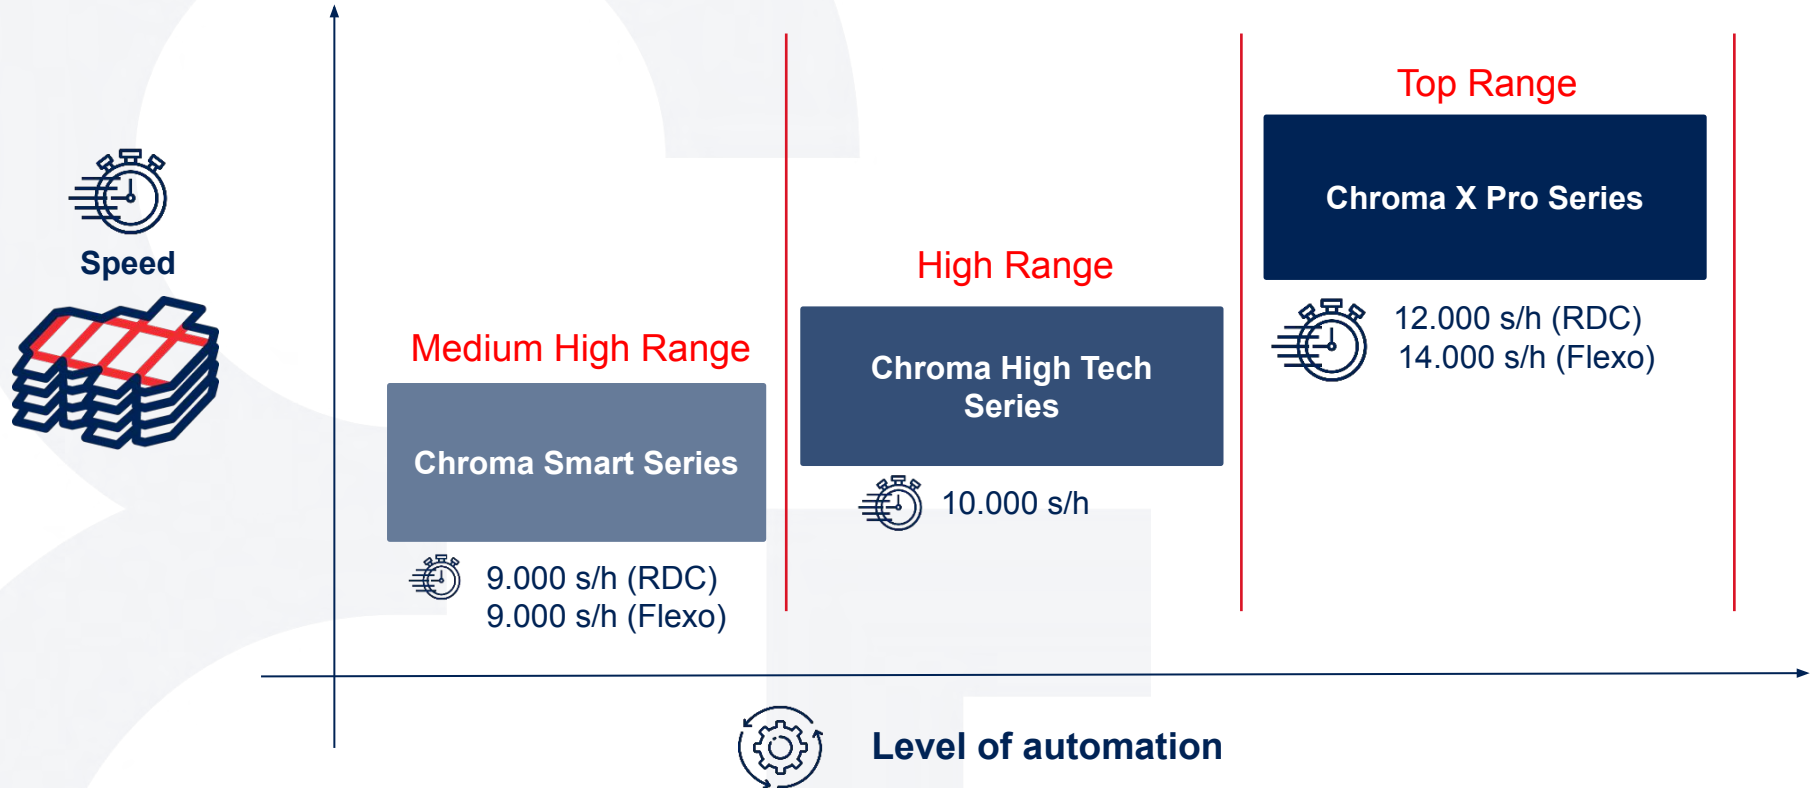 Speed
Medium High Range
Chroma Smart Series
9.000 s/h (RDC)
9.000 s/h (Flexo)
High Range
Chroma High Tech
Series
10.000 s/h
Top Range
Chroma X Pro Series
12.000 s/h (RDC)
14.000 s/h (Flexo)
Level of automation